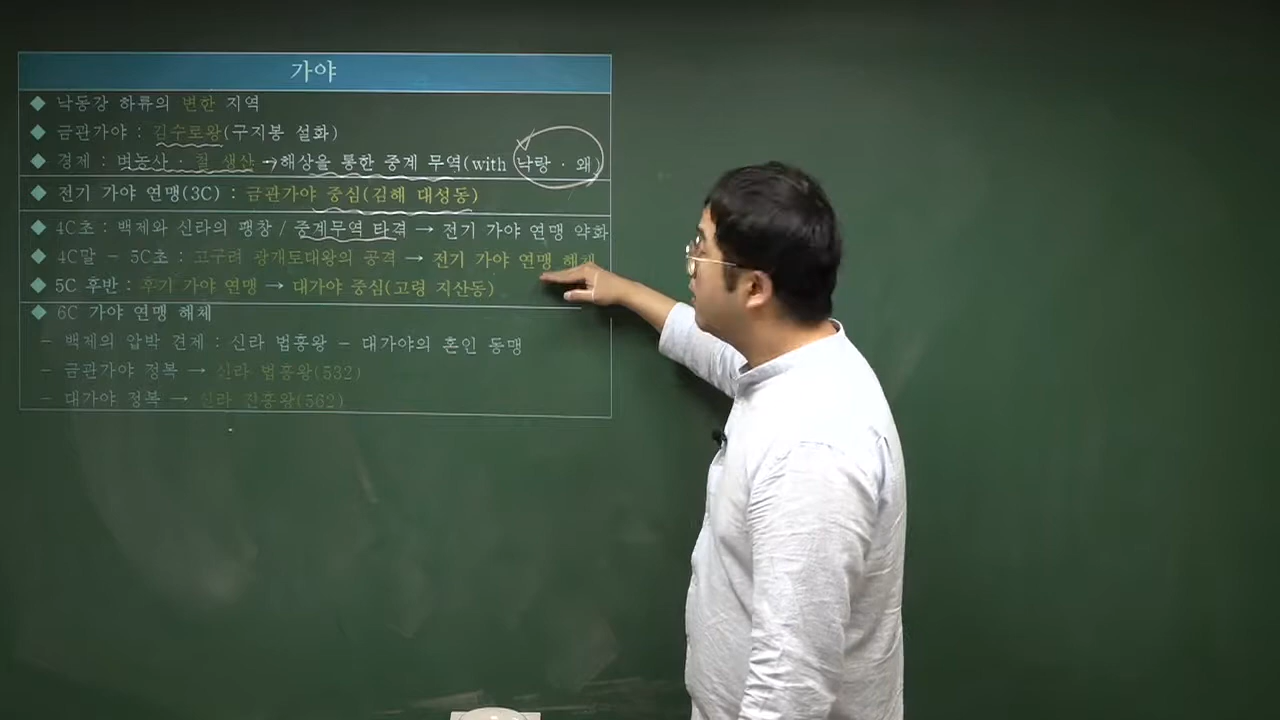 가야
◆ 낙동강 하류의 변한 지역
◆ 금관가야 : 김수로왕(구지봉 설화)
◆ 경제 : 벼농사 · 철 생산 → 해상을 통한 중계 무역(with 낙랑 · 왜)
◆ 전기 가야 연맹(3C) : 금관가야 중심(김해 대성동)
◆ 4C초 : 백제와 신라의 팽창 / 중계무역 타격 → 전기 가야 연맹 약화
◆ 4C말 - 5C초 : 고구려 광개토대왕의 공격 → 전기 가야 연맹 해체
◆ 5C 후반 : 후기 가야 연맹 → 대가야 중심(고령 지산동)
◆ 6C 가야 연맹 해체
- 백제의 압박 견제 : 신라 법흥왕 - 대가야의 혼인 동맹
- 금관가야 정복 → 신라 법흥왕(532)
- 대가야 정복 → 신라 진흥왕(562)